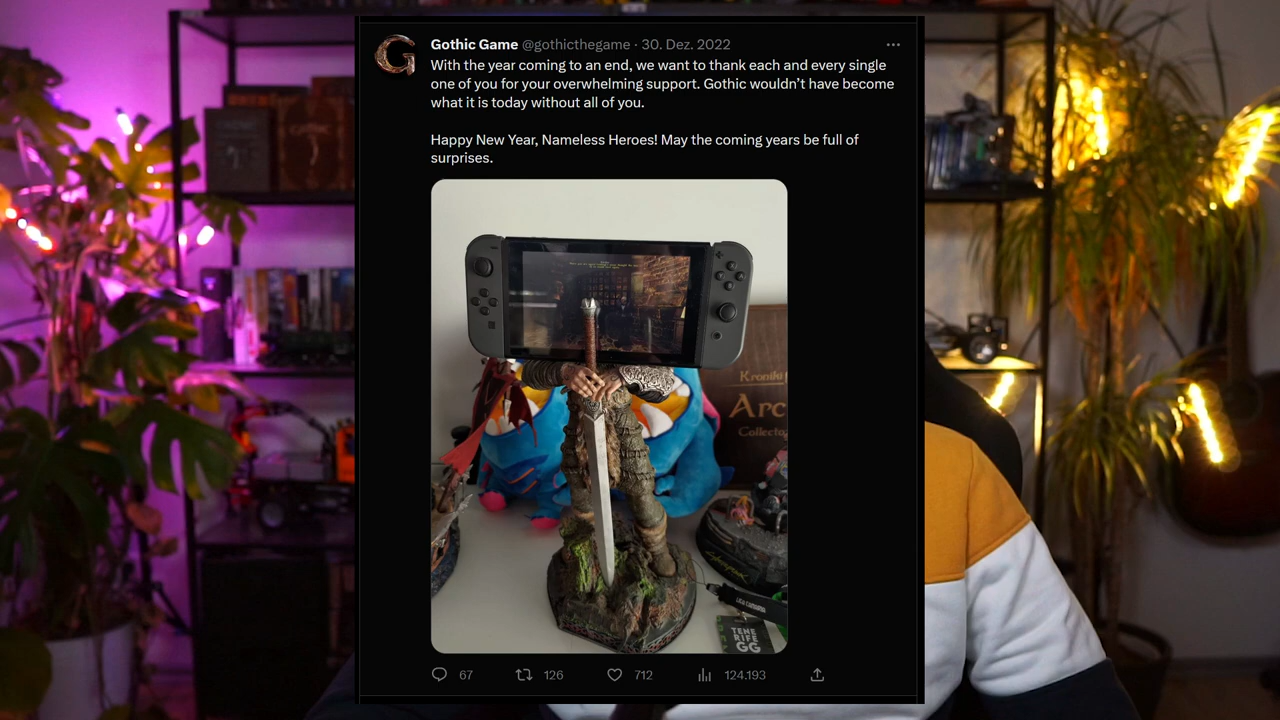 Gothic Game @gothicthegame · 30. Dez. 2022
With the year coming to an end, we want to thank each and every single
one of you for your overwhelming support. Gothic wouldn't have become
what it is today without all of you.
Happy New Year, Nameless Heroes! May the coming years be full of
surprises.
Kronik
Arc
Collecto
TENE
RIFE
GG
67 126 712 124.193